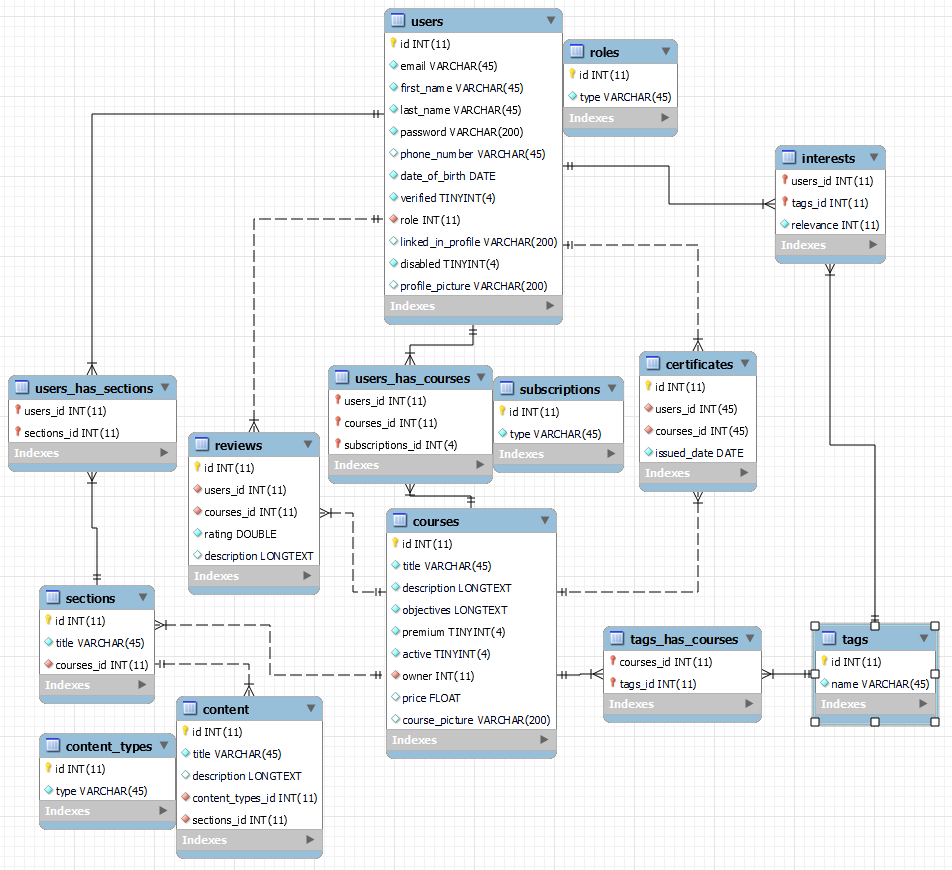 users
id INT(11)
email VARCHAR(45)
first_name VARCHAR(45)
last_name VARCHAR(45)
password VARCHAR(200)
phone_number VARCHAR(45)
date_of_birth DATE
verified TINYINT(4)
role INT(11)
linked_in_profile VARCHAR(200)
disabled TINYINT(4)
profile_picture VARCHAR(200)
Indexes
roles
id INT(11)
type VARCHAR(45)
Indexes
interests
users_id INT(11)
tags_id INT(11)
relevance INT(11)
Indexes
users_has_sections
users_id INT(11)
sections_id INT(11)
Indexes
reviews
id INT(11)
users_id INT(11)
courses_id INT(11)
rating DOUBLE
description LONGTEXT
Indexes
users_has_courses
users_id INT(11)
courses_id INT(11)
subscriptions_id INT(4)
Indexes
subscriptions
id INT(11)
type VARCHAR(45)
Indexes
certificates
id INT(11)
users_id INT(45)
courses_id INT(45)
issued_date DATE
Indexes
courses
id INT(11)
title VARCHAR(45)
description LONGTEXT
objectives LONGTEXT
premium TINYINT(4)
active TINYINT(4)
owner INT(11)
price FLOAT
course_picture VARCHAR(200)
Indexes
sections
id INT(11)
title VARCHAR(45)
courses_id INT(11)
Indexes
content_types
id INT(11)
type VARCHAR(45)
Indexes
content
id INT(11)
title VARCHAR(45)
description LONGTEXT
content_types_id INT(11)
sections_id INT(11)
Indexes
tags_has_courses
courses_id INT(11)
tags_id INT(11)
Indexes
tags
id INT(11)
name VARCHAR(45)
Indexes